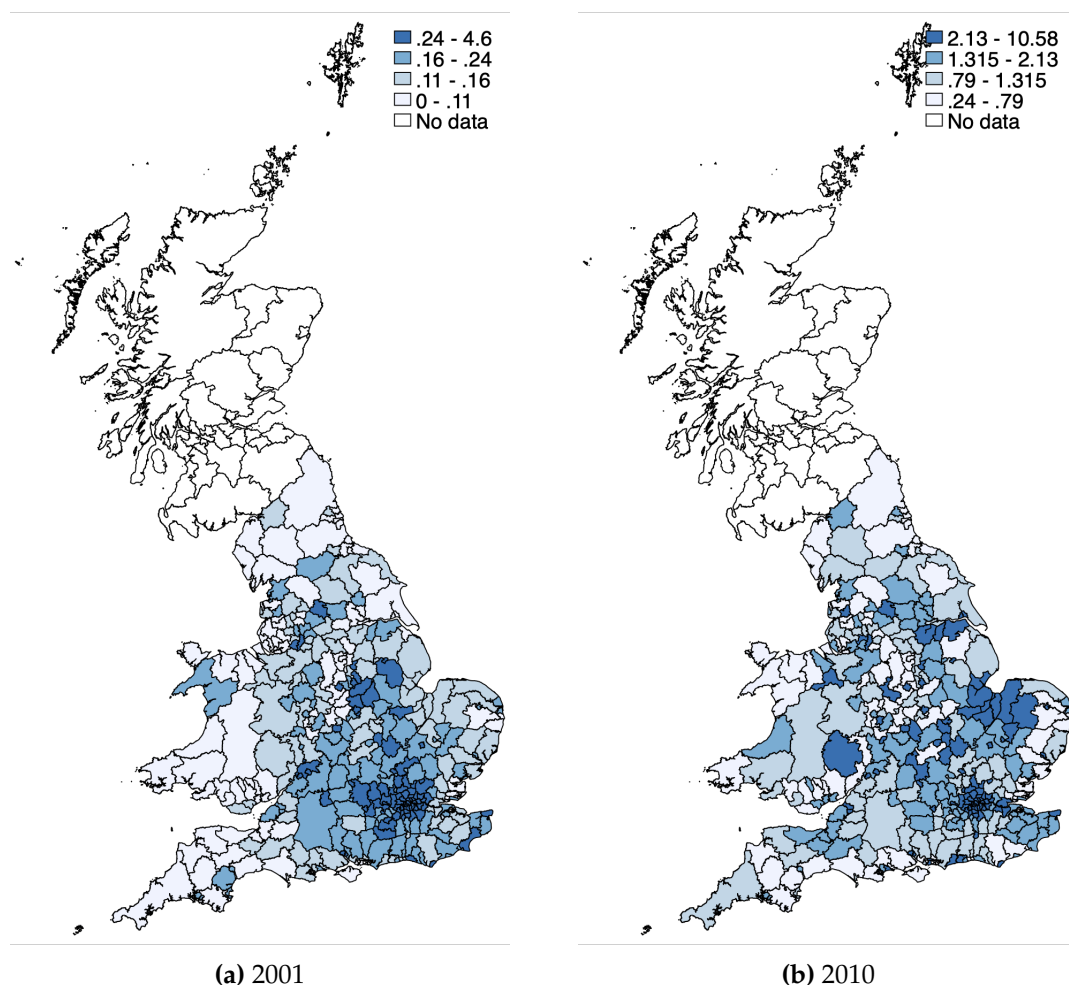 .24 - 4.6
.16 - .24
.11 - .16
0 - .11
No data
2.13 - 10.58
1.315 - 2.13
.79 - 1.315
.24 - .79
No data
(a) 2001
(b) 2010